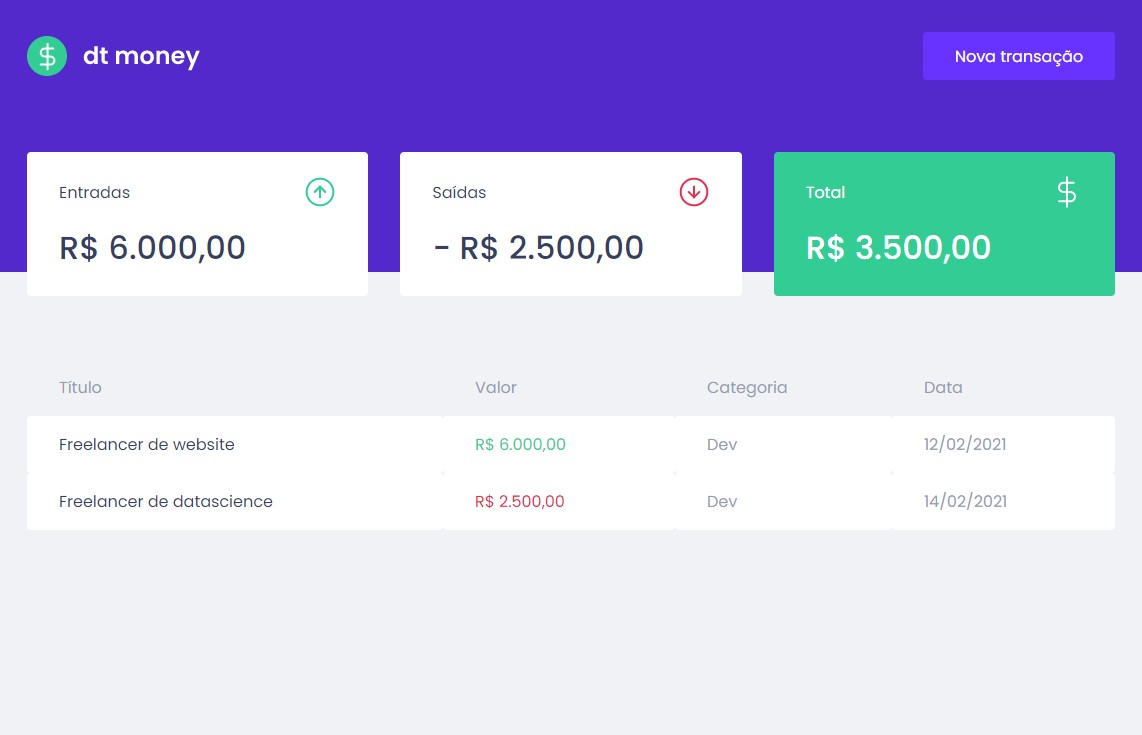 $ dt money
Nova transação
Entradas
R$ 6.000,00
Saídas
- R$ 2.500,00
Total $
R$ 3.500,00
Título Valor Categoria Data
Freelancer de website R$ 6.000,00 Dev 12/02/2021
Freelancer de datascience R$ 2.500,00 Dev 14/02/2021